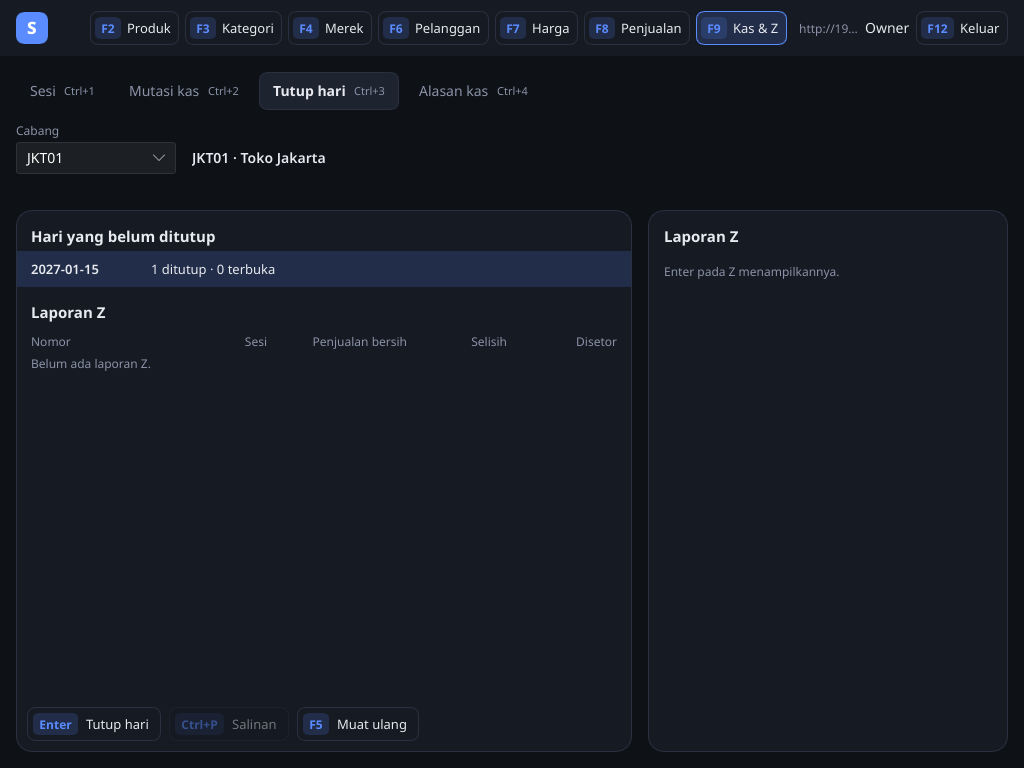 S F2 Produk F3 Kategori F4 Merek F6 Pelanggan F7 Harga F8 Penjualan F9 Kas & Z http://19... Owner F12 Keluar
Sesi Ctrl+1 Mutasi kas Ctrl+2 Tutup hari Ctrl+3 Alasan kas Ctrl+4
Cabang
JKT01 JKT01 · Toko Jakarta
Hari yang belum ditutup
2027-01-15 1 ditutup · 0 terbuka
Laporan Z
Nomor Sesi Penjualan bersih Selisih Disetor
Belum ada laporan Z.
Enter Tutup hari Ctrl+P Salinan F5 Muat ulang
Laporan Z
Enter pada Z menampilkannya.